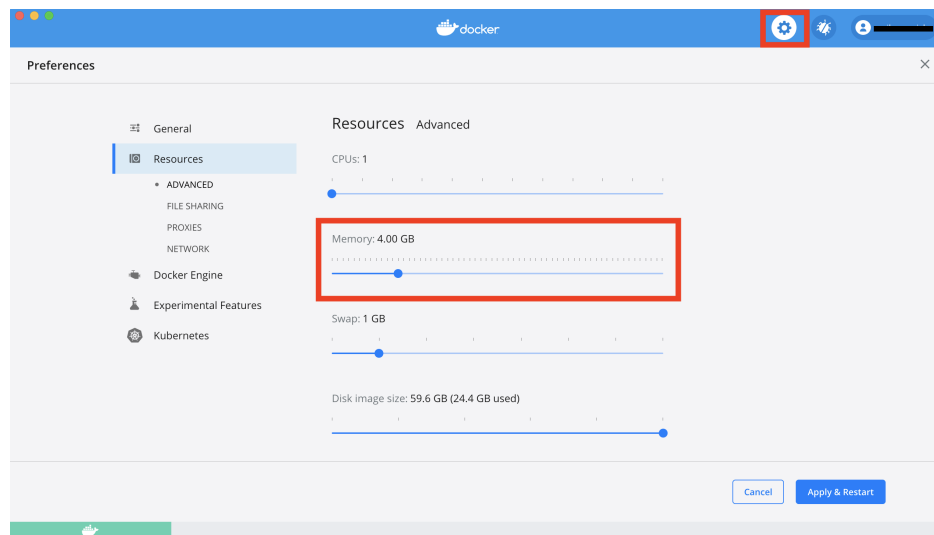 docker
Preferences
General
Resources
ADVANCED
FILE SHARING
PROXIES
NETWORK
Docker Engine
Experimental Features
Kubernetes
Resources Advanced
CPUs: 1
Memory: 4.00 GB
Swap: 1 GB
Disk image size: 59.6 GB (24.4 GB used)
Cancel
Apply & Restart